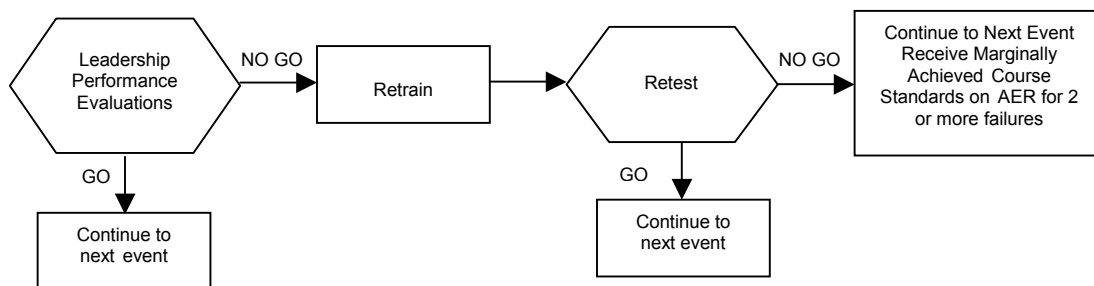 Leadership
Performance
Evaluations
NO GO
Retrain
Retest
NO GO
Continue to Next Event
Receive Marginally
Achieved Course
Standards on AER for 2
or more failures
GO
Continue to
next event
GO
Continue to
next event